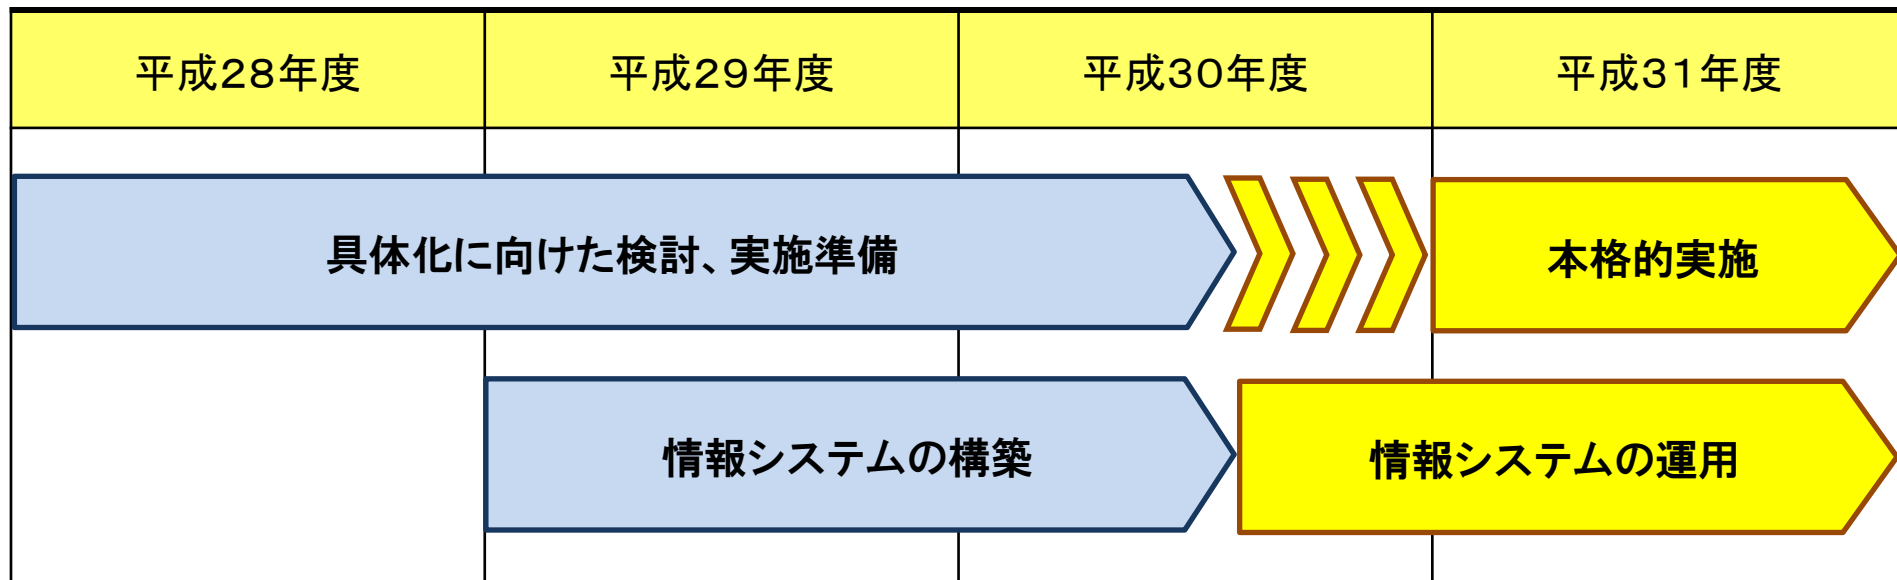 平成28年度
平成29年度
平成30年度
平成31年度
具体化に向けた検討、実施準備
本格的実施
情報システムの構築
情報システムの運用